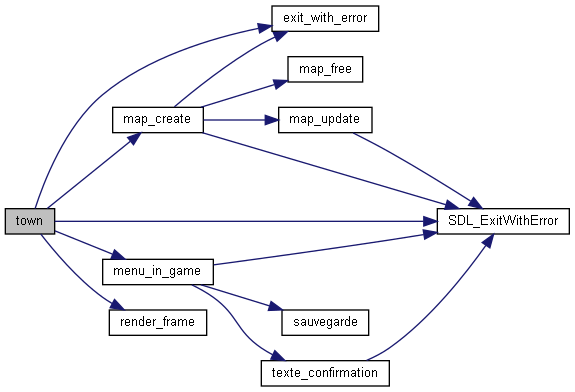 exit_with_error
map_free
map_create
map_update
town
SDL_ExitWithError
menu_in_game
render_frame
sauvegarde
texte_confirmation